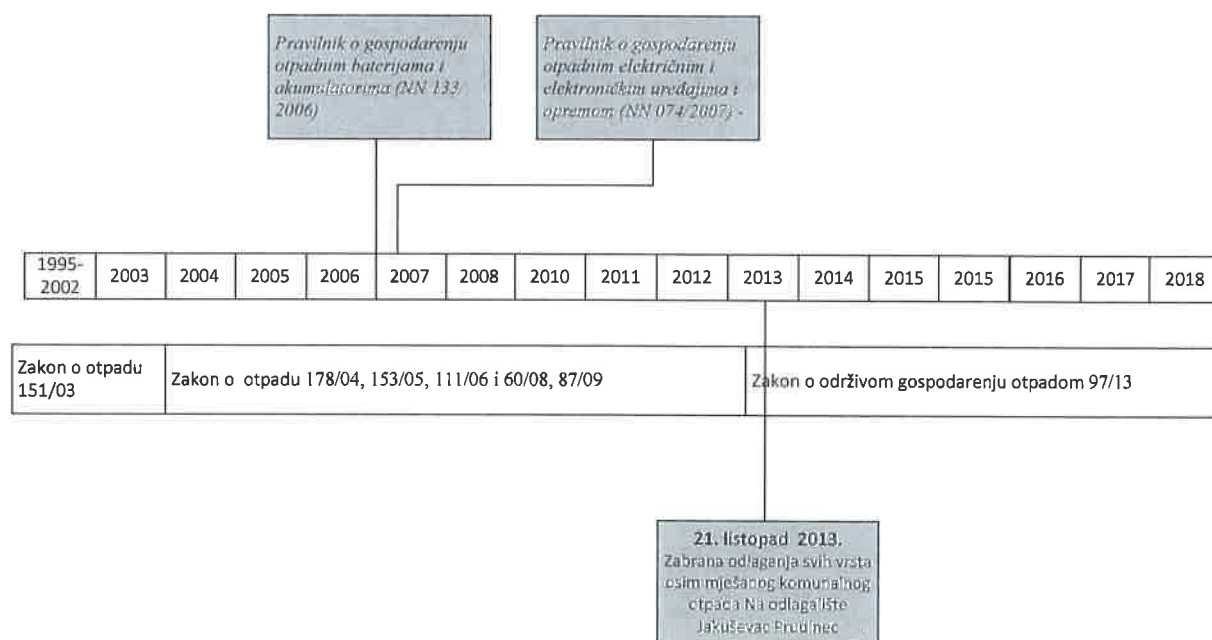 Pravilnik o gospodarenju
otpadnim baterijama i
akumulatorima (NN 133/
2006)
Pravilnik o gospodarenju
otpadnim električnim i
elektroničkim uređajima i
opremom (NN 074/2007) -
1995-
2002
2003
2004
2005
2006
2007
2008
2010
2011
2012
2013
2014
2015
2015
2016
2017
2018
Zakon o otpadu
151/03
Zakon o otpadu 178/04, 153/05, 111/06 i 60/08, 87/09
Zakon o održivom gospodarenju otpadom 97/13
21. listopad 2013.
Zabrana odlaganja svih vrsta
osim mješanog komunalnog
otpada Na odlagalište
Jakuševac Prudinec